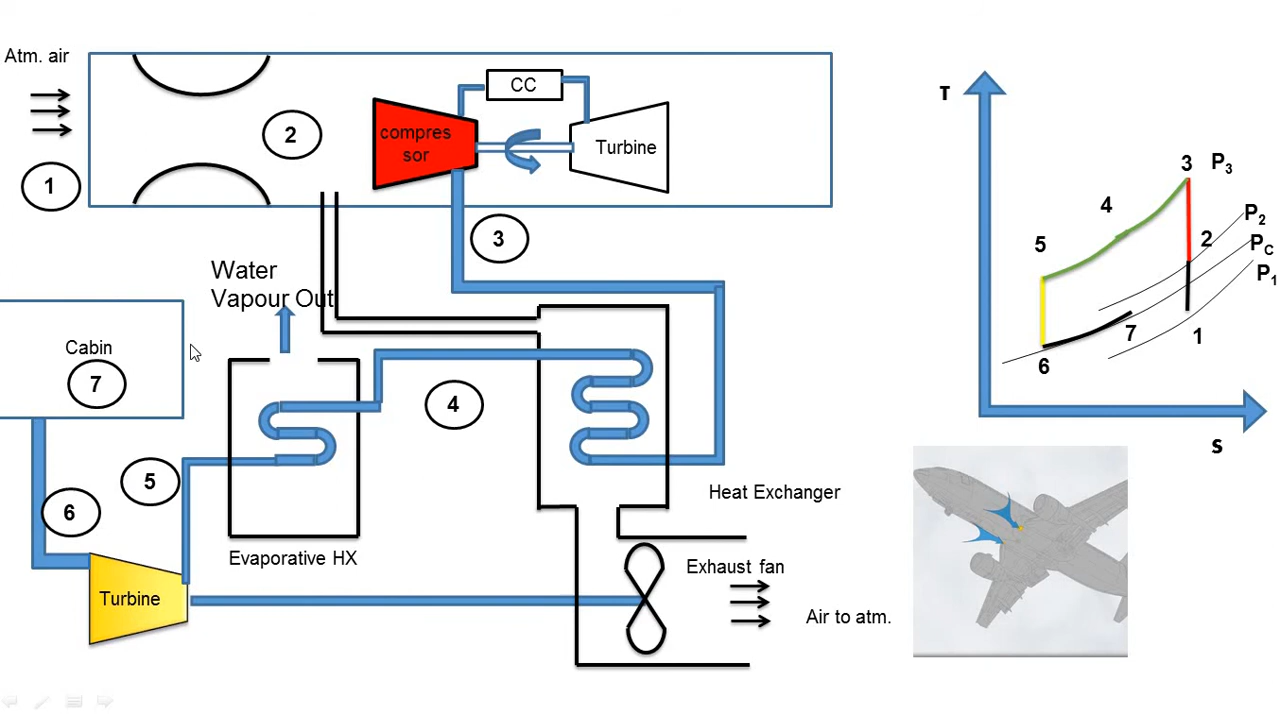 Atm. air
1
2
compres
sor
CC
Turbine
3
Water
Vapour Out
Cabin
7
4
5
6
Heat Exchanger
Evaporative HX
Turbine
Exhaust fan
Air to atm.
T
3
P3
4
2
P2
5
PC
P1
7
1
6
S